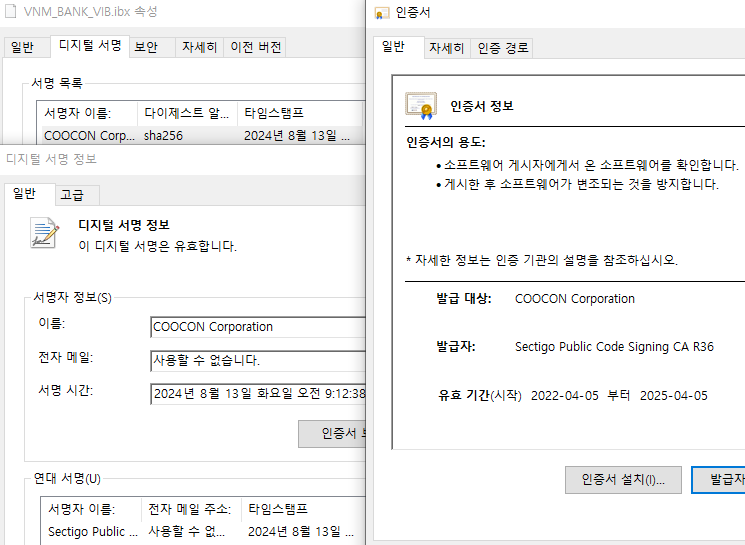 VNM_BANK_VIB.ibx 속성
일반 디지털 서명 보안 자세히 이전 버전
서명 목록
서명자 이름: 다이제스트 알... 타임스탬프
COOCON Corp... sha256 2024년 8월 13일 ...
디지털 서명 정보
일반 고급
디지털 서명 정보
이 디지털 서명은 유효합니다.
서명자 정보(S)
이름: COOCON Corporation
전자 메일: 사용할 수 없습니다.
서명 시간: 2024년 8월 13일 화요일 오전 9:12:38
인증서 보
연대 서명(U)
서명자 이름: 전자 메일 주소: 타임스탬프
Sectigo Public ... 사용할 수 없... 2024년 8월 13일 ...
인증서
일반 자세히 인증 경로
인증서 정보
인증서의 용도:
• 소프트웨어 게시자에게서 온 소프트웨어를 확인합니다.
• 게시한 후 소프트웨어가 변조되는 것을 방지합니다.
* 자세한 정보는 인증 기관의 설명을 참조하십시오.
발급 대상: COOCON Corporation
발급자: Sectigo Public Code Signing CA R36
유효 기간(시작) 2022-04-05 부터 2025-04-05
인증서 설치(I)... 발급자